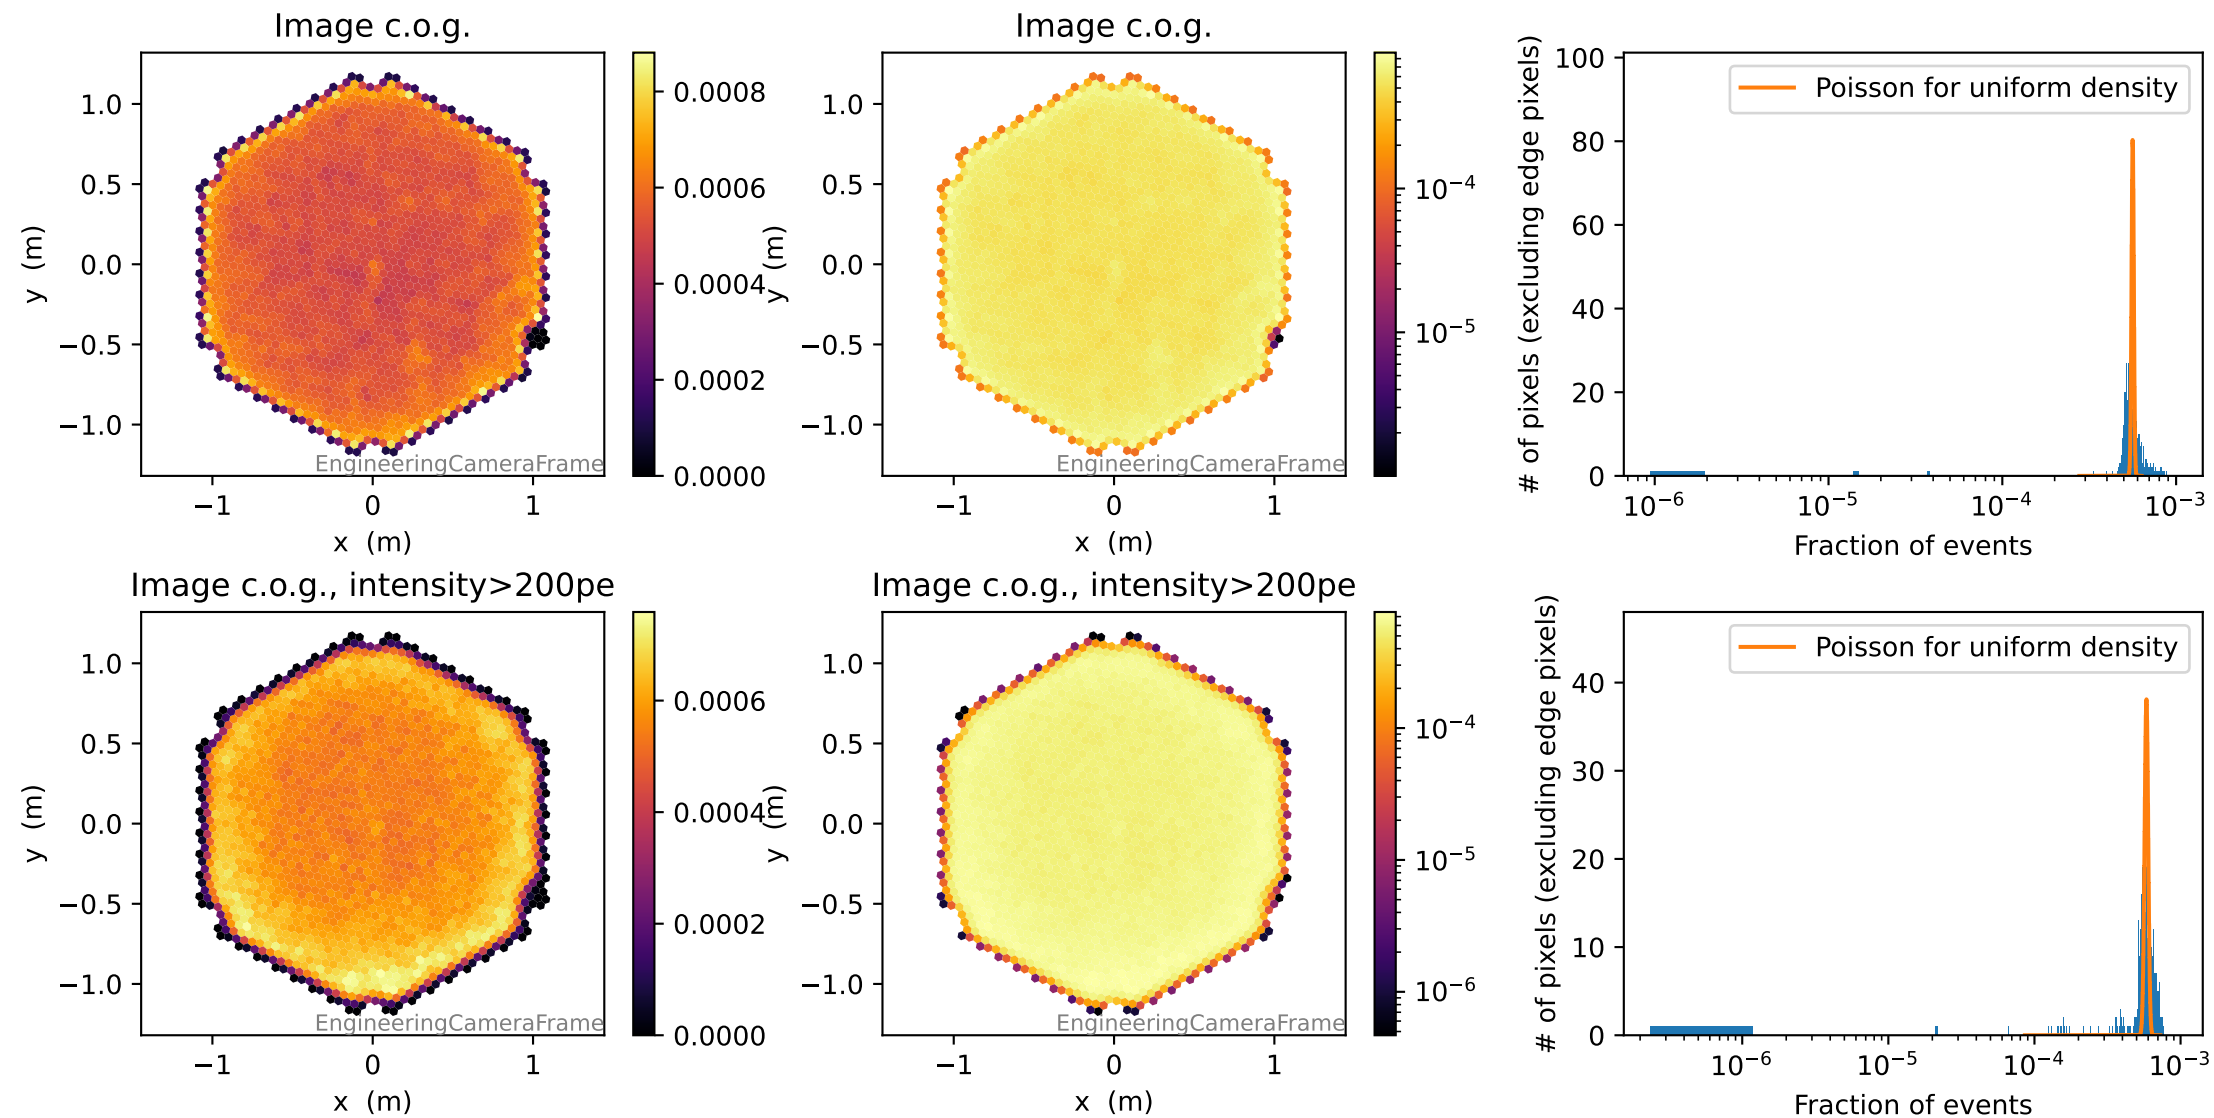 Image c.o.g.
1.0
0.5
0.0
−0.5
−1.0
y (m)
−1
0
1
x (m)
EngineeringCameraFrame
0.0008
0.0006
0.0004
0.0002
0.0000
Image c.o.g.
1.0
0.5
0.0
−0.5
−1.0
y (m)
−1
0
1
x (m)
EngineeringCameraFrame
10−4
10−5
100
80
60
40
20
0
# of pixels (excluding edge pixels)
Poisson for uniform density
10−6
10−5
10−4
10−3
Fraction of events
Image c.o.g., intensity>200pe
1.0
0.5
0.0
−0.5
−1.0
y (m)
−1
0
1
x (m)
EngineeringCameraFrame
0.0006
0.0004
0.0002
0.0000
Image c.o.g., intensity>200pe
1.0
0.5
0.0
−0.5
−1.0
y (m)
−1
0
1
x (m)
EngineeringCameraFrame
10−4
10−5
10−6
40
30
20
10
0
# of pixels (excluding edge pixels)
Poisson for uniform density
10−6
10−5
10−4
10−3
Fraction of events